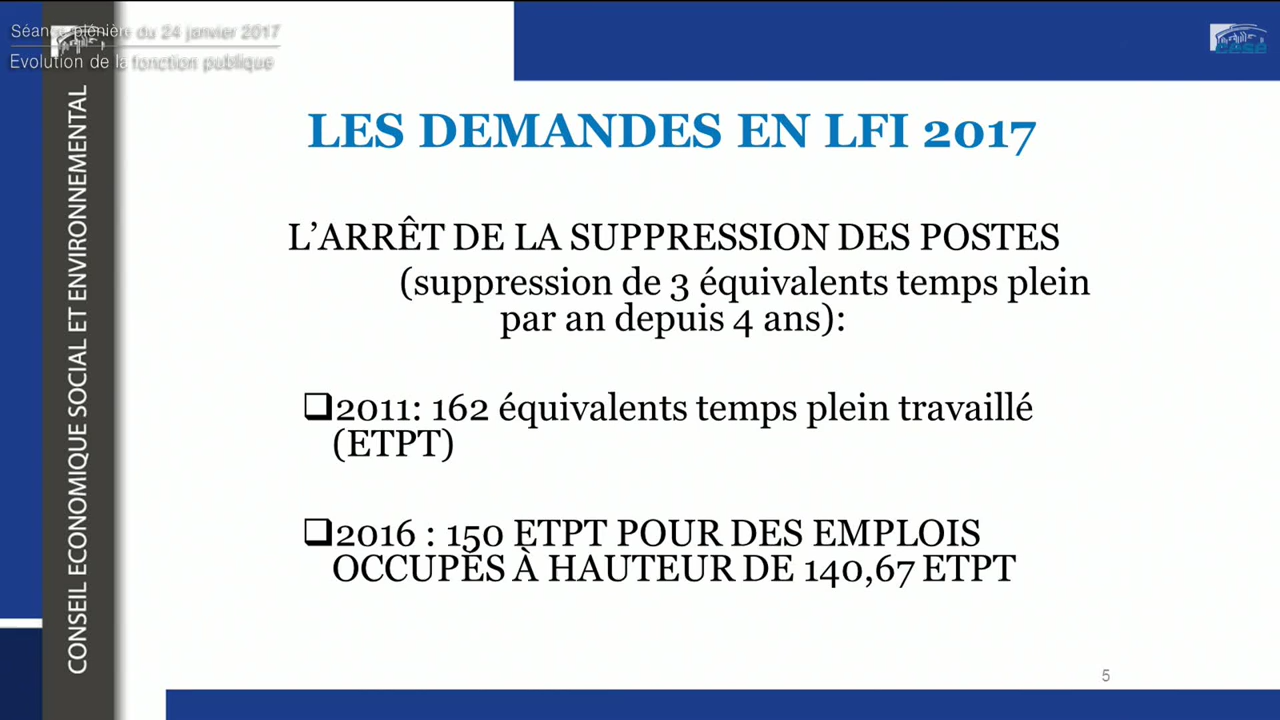 Séance plénière du 24 janvier 2017
Evolution de la fonction publique
cese
CONSEIL ECONOMIQUE SOCIAL ET ENVIRONNEMENTAL
LES DEMANDES EN LFI 2017
L’ARRÊT DE LA SUPPRESSION DES POSTES
(suppression de 3 équivalents temps plein
par an depuis 4 ans):
❑2011: 162 équivalents temps plein travaillé
(ETPT)
❑2016 : 150 ETPT POUR DES EMPLOIS
OCCUPES À HAUTEUR DE 140,67 ETPT
5